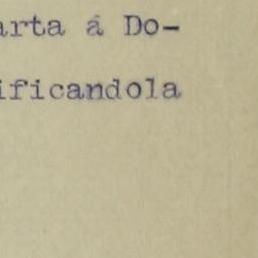 arta á Do-
ificandola